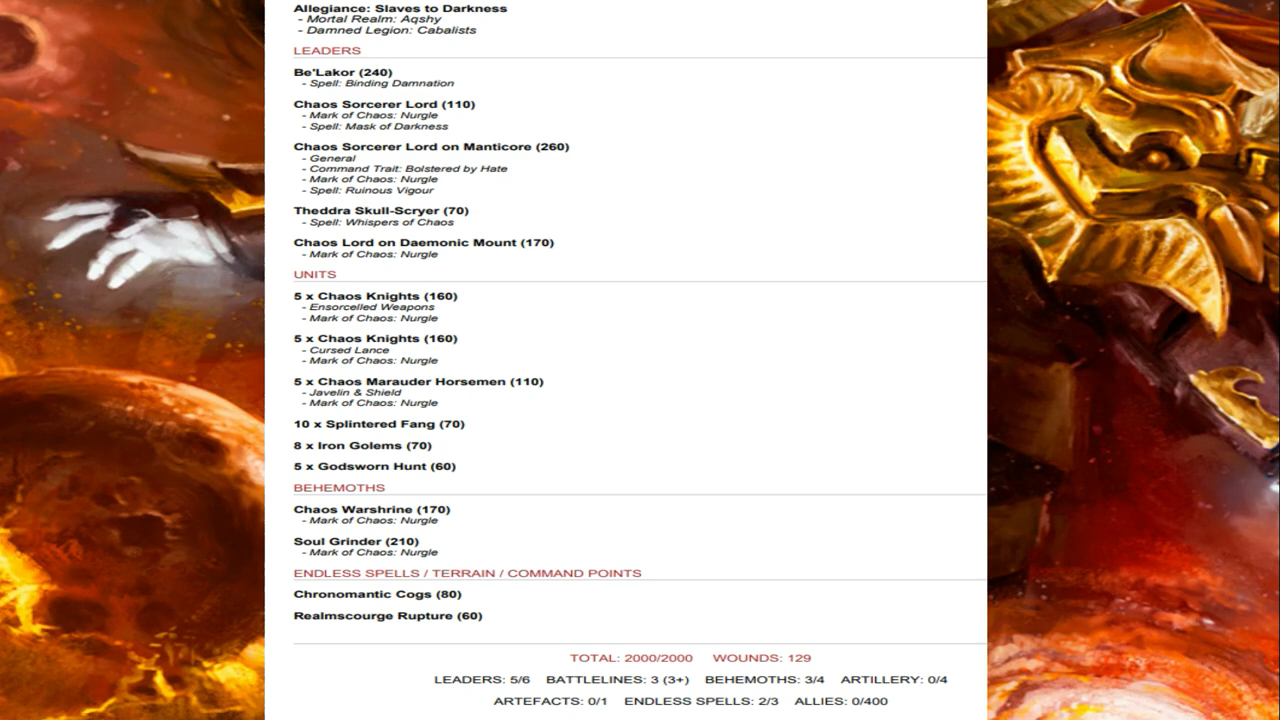 Allegiance: Slaves to Darkness
- Mortal Realm: Aqshy
- Damned Legion: Cabalists
LEADERS
Be'Lakor (240)
- Spell: Binding Damnation
Chaos Sorcerer Lord (110)
- Mark of Chaos: Nurgle
- Spell: Mask of Darkness
Chaos Sorcerer Lord on Manticore (260)
- General
- Command Trait: Bolstered by Hate
- Mark of Chaos: Nurgle
- Spell: Ruinous Vigour
Theddra Skull-Scryer (70)
- Spell: Whispers of Chaos
Chaos Lord on Daemonic Mount (170)
- Mark of Chaos: Nurgle
UNITS
5 x Chaos Knights (160)
- Ensorcelled Weapons
- Mark of Chaos: Nurgle
5 x Chaos Knights (160)
- Cursed Lance
- Mark of Chaos: Nurgle
5 x Chaos Marauder Horsemen (110)
- Javelin & Shield
- Mark of Chaos: Nurgle
10 x Splintered Fang (70)
8 x Iron Golems (70)
5 x Godsworn Hunt (60)
BEHEMOTHS
Chaos Warshrine (170)
- Mark of Chaos: Nurgle
Soul Grinder (210)
- Mark of Chaos: Nurgle
ENDLESS SPELLS / TERRAIN / COMMAND POINTS
Chronomantic Cogs (80)
Realmscourge Rupture (60)
TOTAL: 2000/2000 WOUNDS: 129
LEADERS: 5/6 BATTLELINES: 3 (3+) BEHEMOTHS: 3/4 ARTILLERY: 0/4
ARTEFACTS: 0/1 ENDLESS SPELLS: 2/3 ALLIES: 0/400